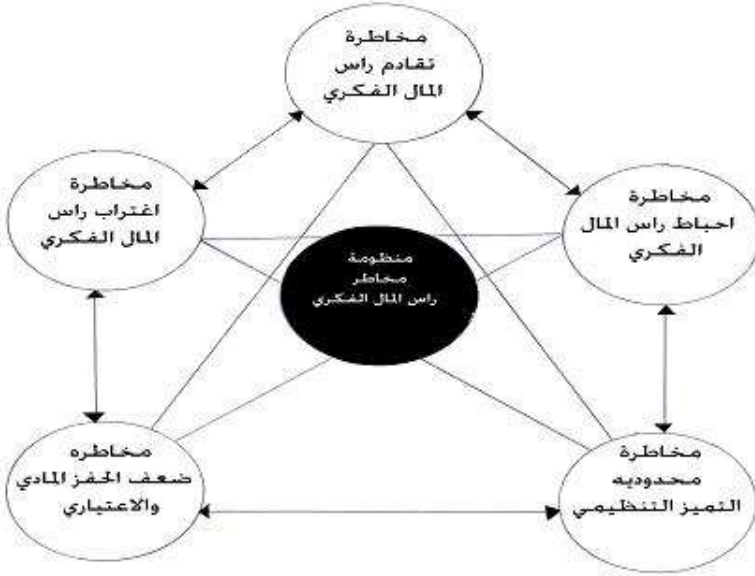 مخاطرة
تقادم راس
المال الفكري
مخاطرة
احباط راس المال
الفكري
مخاطرة
اغتراب راس
المال الفكري
منظومة
مخاطر
راس المال الفكري
مخاطرة
محدوديه
التميز التنظيمي
مخاطره
ضعف الحفز المادي
والاعتباري